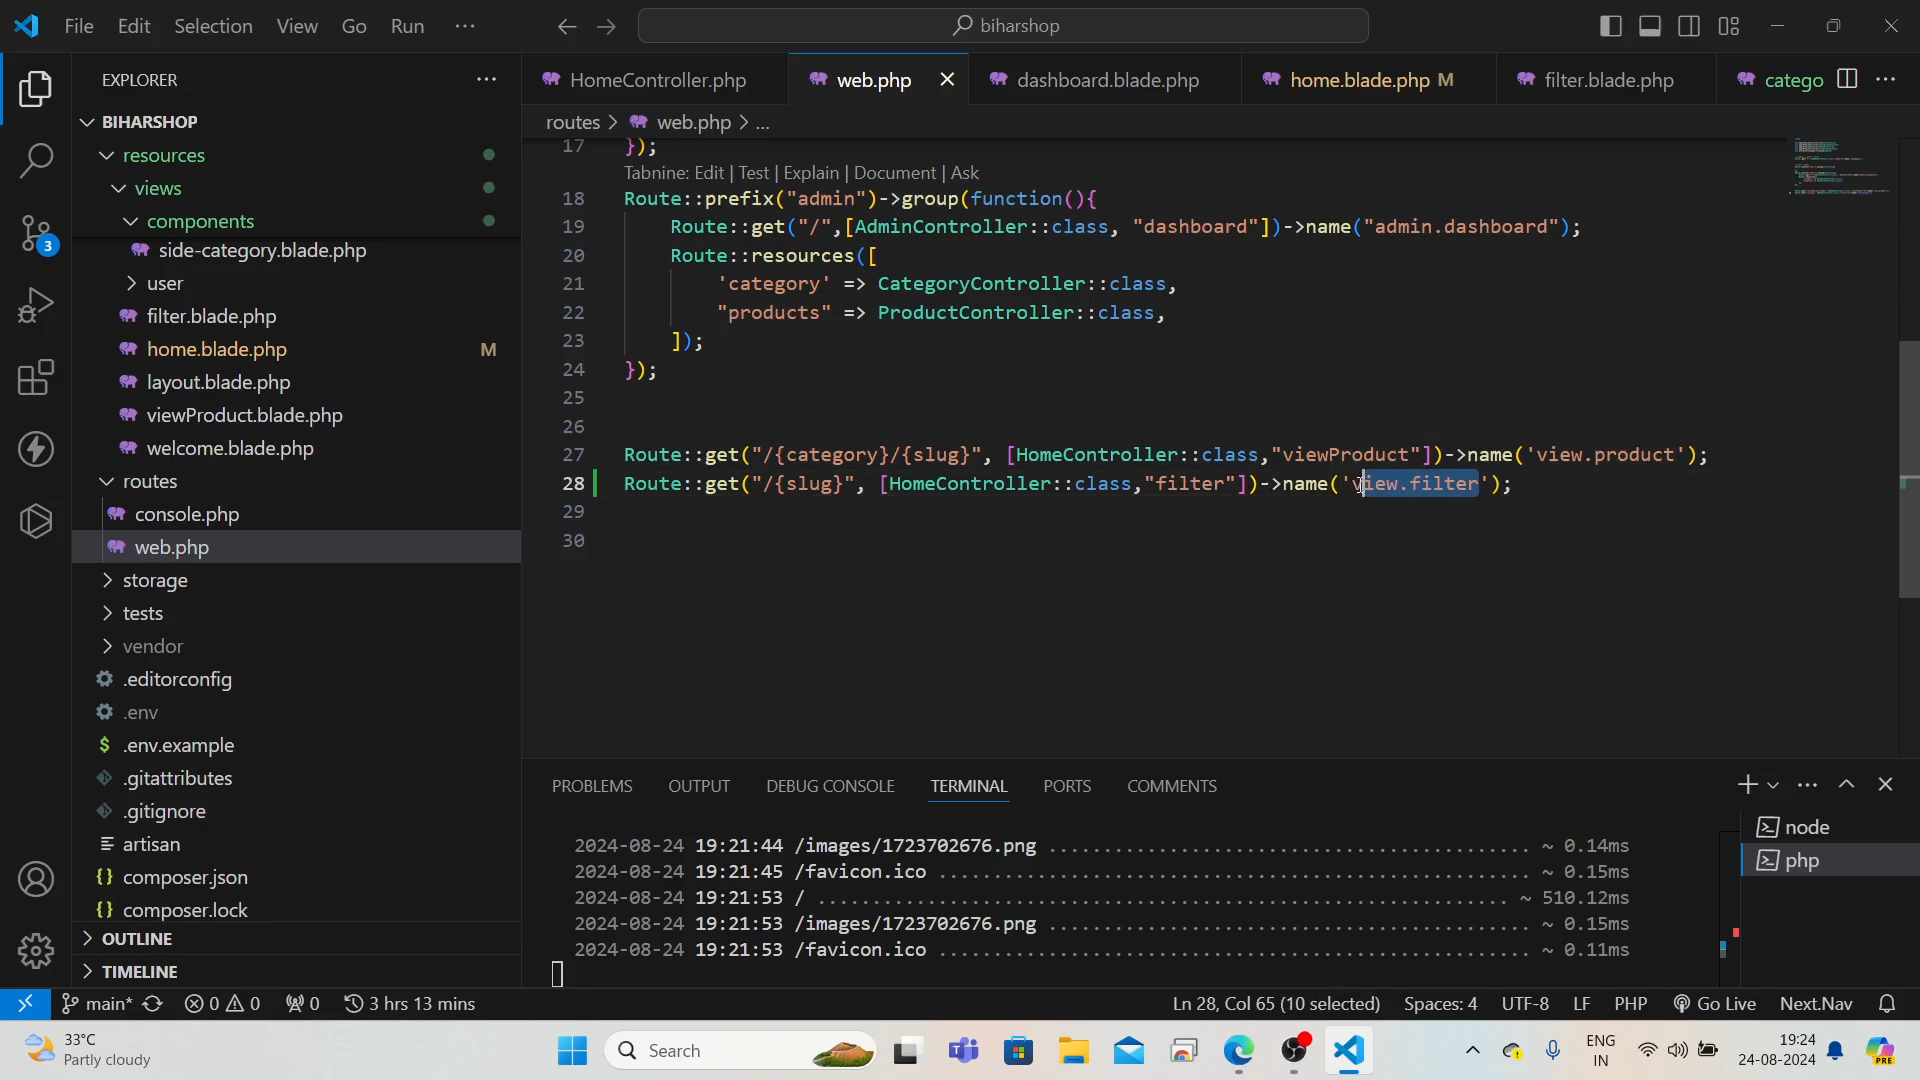 File Edit Selection View Go Run ···
biharshop
EXPLORER
BIHARSHOP
resources
views
components
side-category.blade.php
user
filter.blade.php
home.blade.php M
layout.blade.php
viewProduct.blade.php
welcome.blade.php
routes
console.php
web.php
storage
tests
vendor
.editorconfig
.env
.env.example
.gitattributes
.gitignore
artisan
composer.json
composer.lock
OUTLINE
TIMELINE
3
HomeController.php web.php dashboard.blade.php home.blade.php M filter.blade.php catego
routes > web.php > ...
17 });
Tabnine: Edit | Test | Explain | Document | Ask
18 Route::prefix("admin")->group(function(){
19 Route::get("/",[AdminController::class, "dashboard"])->name("admin.dashboard");
20 Route::resources([
21 'category' => CategoryController::class,
22 "products" => ProductController::class,
23 ]);
24 });
25
26
27 Route::get("/{category}/{slug}", [HomeController::class,"viewProduct"])->name('view.product');
28 Route::get("/{slug}", [HomeController::class,"filter"])->name('view.filter');
29
30
PROBLEMS OUTPUT DEBUG CONSOLE TERMINAL PORTS COMMENTS
2024-08-24 19:21:44 /images/1723702676.png ~ 0.14ms
2024-08-24 19:21:45 /favicon.ico ~ 0.15ms
2024-08-24 19:21:53 / ~ 510.12ms
2024-08-24 19:21:53 /images/1723702676.png ~ 0.15ms
2024-08-24 19:21:53 /favicon.ico ~ 0.11ms
node
php
main* 0 0 0 3 hrs 13 mins Ln 28, Col 65 (10 selected) Spaces: 4 UTF-8 LF PHP Go Live Next.Nav
33°C
Partly cloudy
Search
ENG
IN
19:24
24-08-2024
PRE